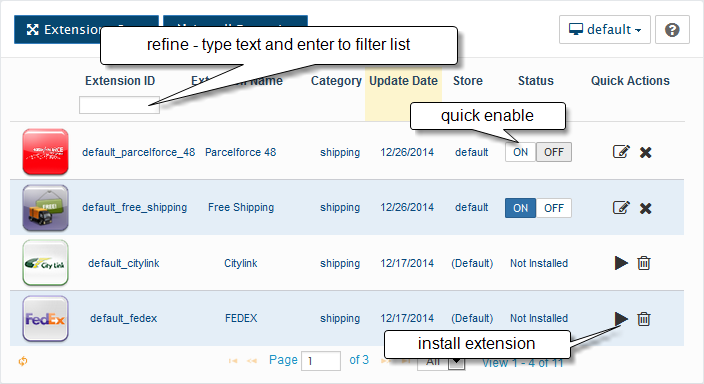 Extension
default
refine - type text and enter to filter list
Extension ID Name Category Update Date Store Status Quick Actions
quick enable
default_parcelforce_48 Parcelforce 48 shipping 12/26/2014 default ON OFF
FREE!
default_free_shipping Free Shipping shipping 12/26/2014 default ON OFF
City Link
default_citylink Citylink shipping 12/17/2014 (Default) Not Installed
FedEx
default_fedex FEDEX shipping 12/17/2014 (Default) Not Installed
install extension
Page 1 of 3 All View 1 - 4 of 11